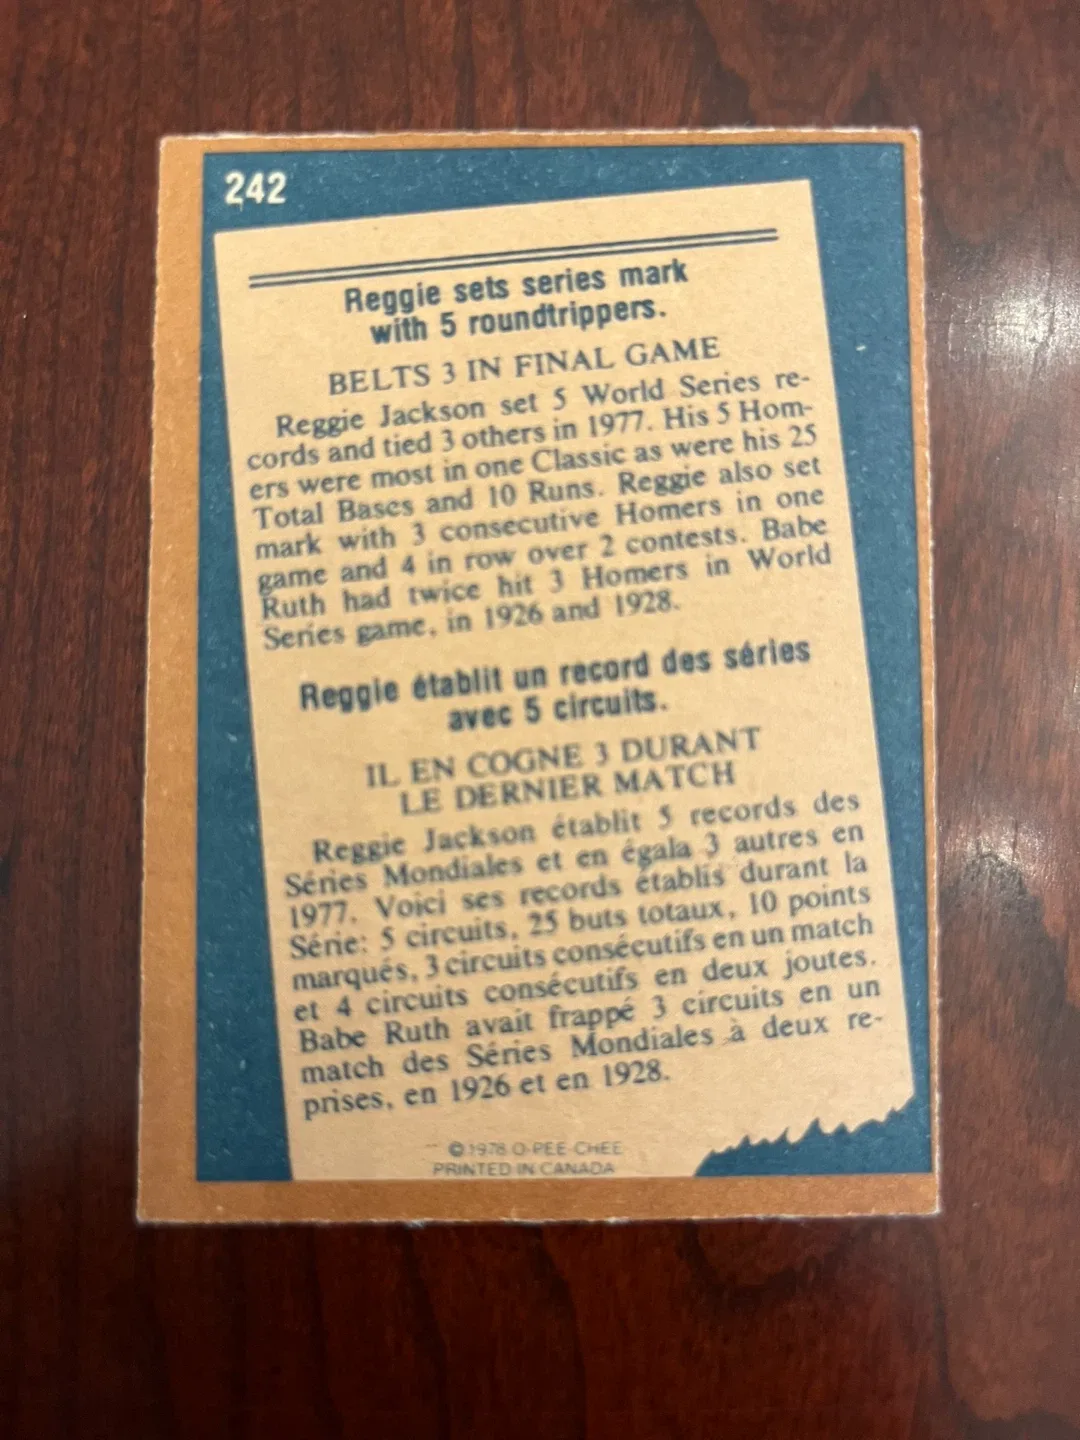 242
Reggie sets series mark
with 5 roundtrippers.
BELTS 3 IN FINAL GAME
Reggie Jackson set 5 World Series re-
cords and tied 3 others in 1977. His 5 Hom-
ers were most in one Classic as were his 25
Total Bases and 10 Runs. Reggie also set
mark with 3 consecutive Homers in one
game and 4 in row over 2 contests. Babe
Ruth had twice hit 3 Homers in World
Series game, in 1926 and 1928.
Reggie établit un record des séries
avec 5 circuits.
IL EN COGNE 3 DURANT
LE DERNIER MATCH
Reggie Jackson établit 5 records des
Séries Mondiales et en égala 3 autres en
1977. Voici ses records établis durant la
Série: 5 circuits, 25 buts totaux, 10 points
marqués, 3 circuits consécutifs en un match
et 4 circuits consécutifs en deux joutes.
Babe Ruth avait frappé 3 circuits en un
match des Séries Mondiales à deux re-
prises, en 1926 et en 1928.
© 1978 O-PEE-CHEE
PRINTED IN CANADA